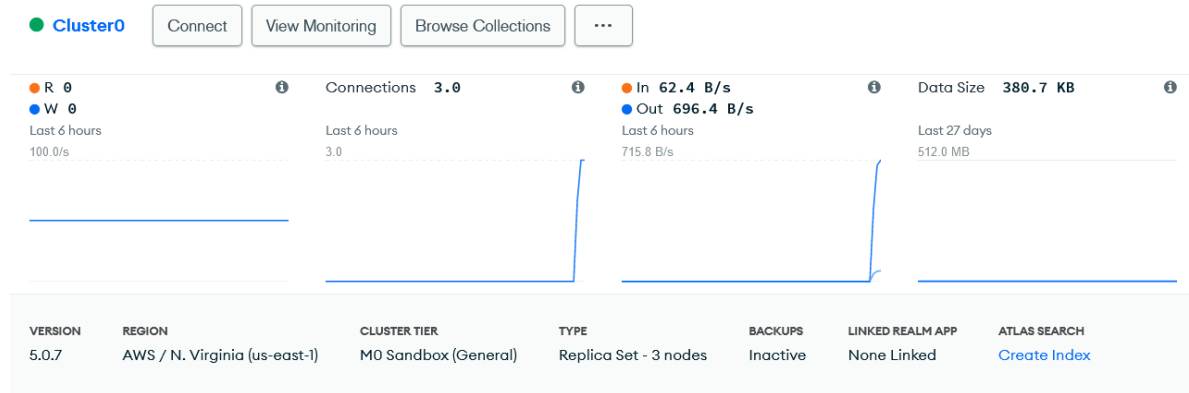 Cluster0 Connect View Monitoring Browse Collections ...
R 0
W 0
Last 6 hours
100.0/s
Connections 3.0
Last 6 hours
3.0
In 62.4 B/s
Out 696.4 B/s
Last 6 hours
715.8 B/s
Data Size 380.7 KB
Last 27 days
512.0 MB
VERSION REGION CLUSTER TIER TYPE BACKUPS LINKED REALM APP ATLAS SEARCH
5.0.7 AWS / N. Virginia (us-east-1) M0 Sandbox (General) Replica Set - 3 nodes Inactive None Linked Create Index